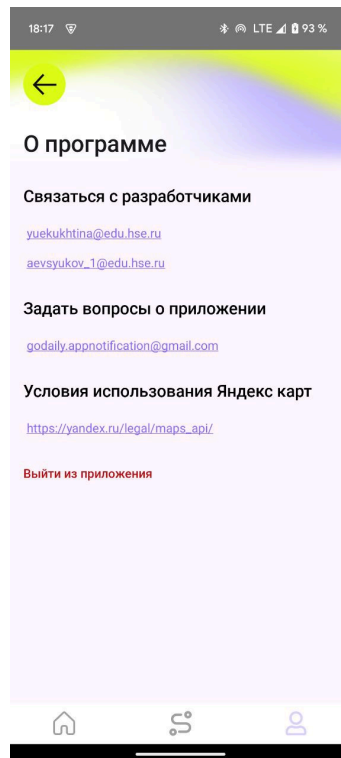 18:17 LTE 93 %
О программе
Связаться с разработчиками
yuekukhtina@edu.hse.ru
aevsyukov_1@edu.hse.ru
Задать вопросы о приложении
godaily.appnotification@gmail.com
Условия использования Яндекс карт
https://yandex.ru/legal/maps_api/
Выйти из приложения